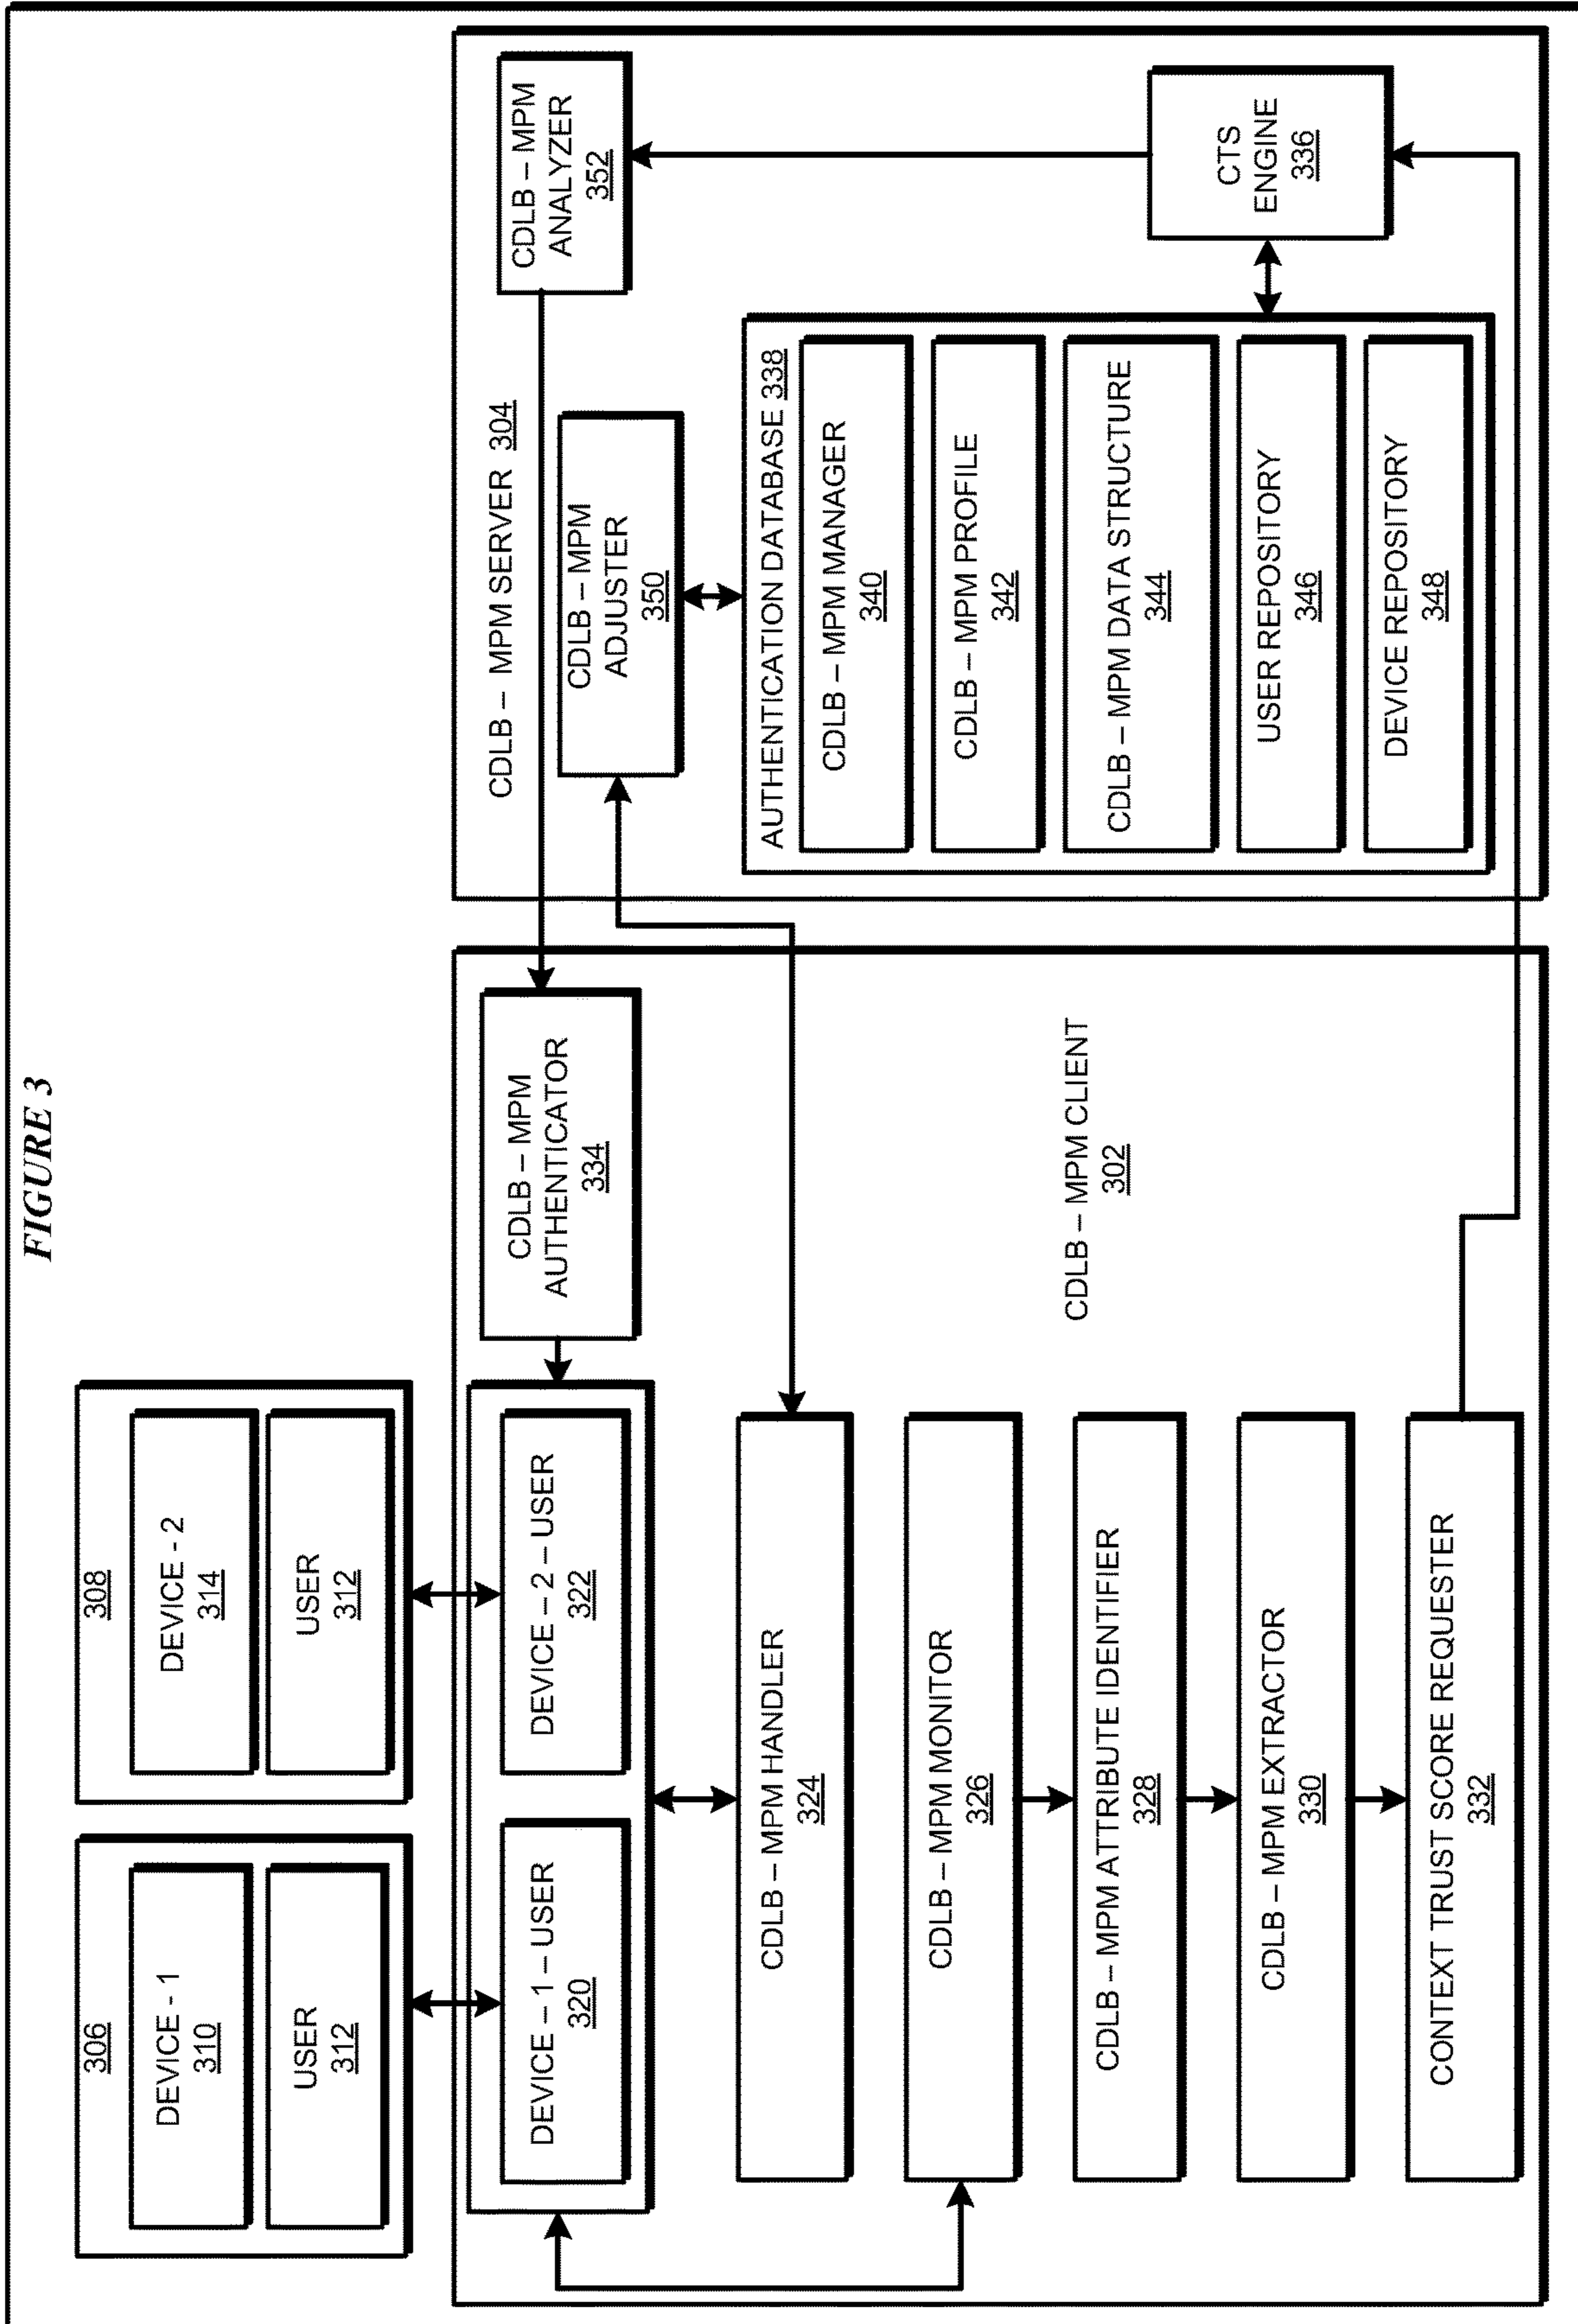 FIGURE 3
306
DEVICE - 1
310
USER
312
308
DEVICE - 2
314
USER
312
DEVICE – 1 – USER
320
DEVICE – 2 – USER
322
CDLB – MPM
AUTHENTICATOR
334
CDLB – MPM HANDLER
324
CDLB – MPM MONITOR
326
CDLB – MPM ATTRIBUTE IDENTIFIER
328
CDLB – MPM EXTRACTOR
330
CONTEXT TRUST SCORE REQUESTER
332
CDLB – MPM CLIENT
302
CDLB – MPM SERVER 304
CDLB – MPM
ANALYZER
352
CDLB – MPM
ADJUSTER
350
AUTHENTICATION DATABASE 338
CDLB – MPM MANAGER
340
CDLB – MPM PROFILE
342
CDLB – MPM DATA STRUCTURE
344
USER REPOSITORY
346
DEVICE REPOSITORY
348
CTS
ENGINE
336